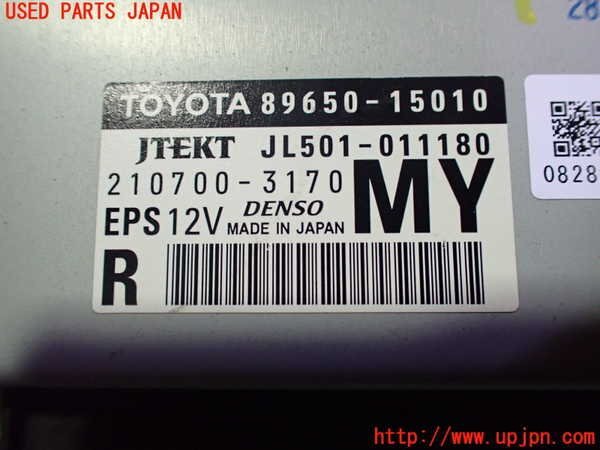 USED PARTS JAPAN
28
TOYOTA 89650-15010
JTEKT JL501-011180
210700-3170
MY
EPS 12V DENSO
MADE IN JAPAN
R
0828
http://www.upjpn.com/